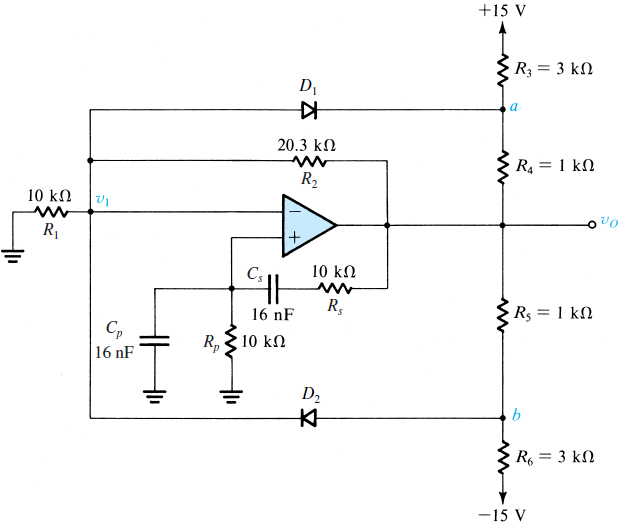 +15 V
R3 = 3 kΩ
D1
a
20.3 kΩ
R2
R4 = 1 kΩ
10 kΩ
v1
R1
−
+
vO
Cs
10 kΩ
16 nF
Rs
R5 = 1 kΩ
Cp
16 nF
Rp
10 kΩ
D2
b
R6 = 3 kΩ
−15 V